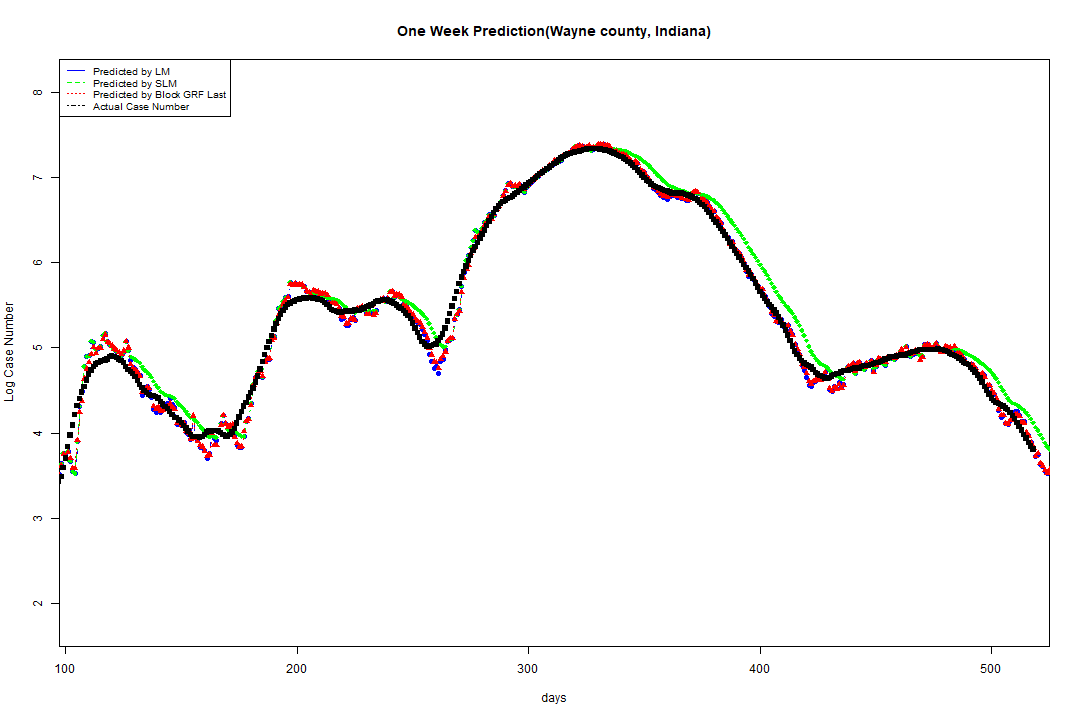 One Week Prediction(Wayne county, Indiana)
Predicted by LM
Predicted by SLM
Predicted by Block GRF Last
Actual Case Number
8
7
6
5
4
3
2
Log Case Number
100 200 300 400 500
days